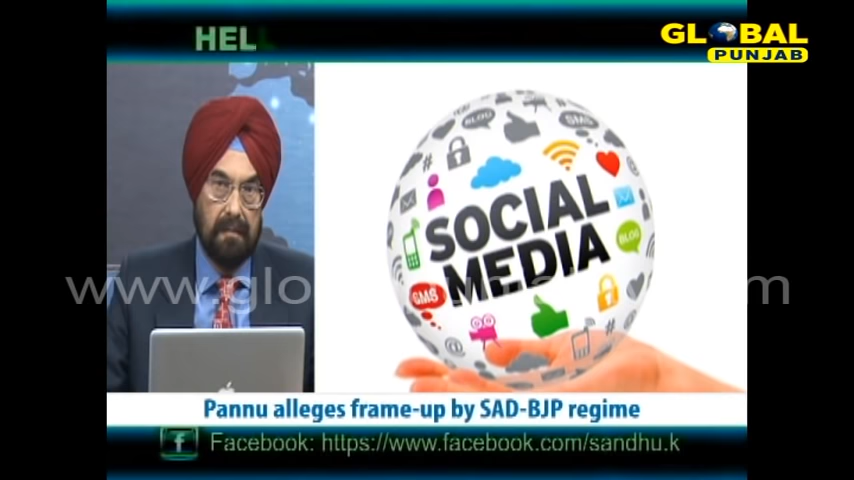 HEL
GLOBAL
PUNJAB
BLOG
SMS
SOCIAL
MEDIA
BLOG
SMS
Pannu alleges frame-up by SAD-BJP regime
f Facebook: https://www.facebook.com/sandhu.k